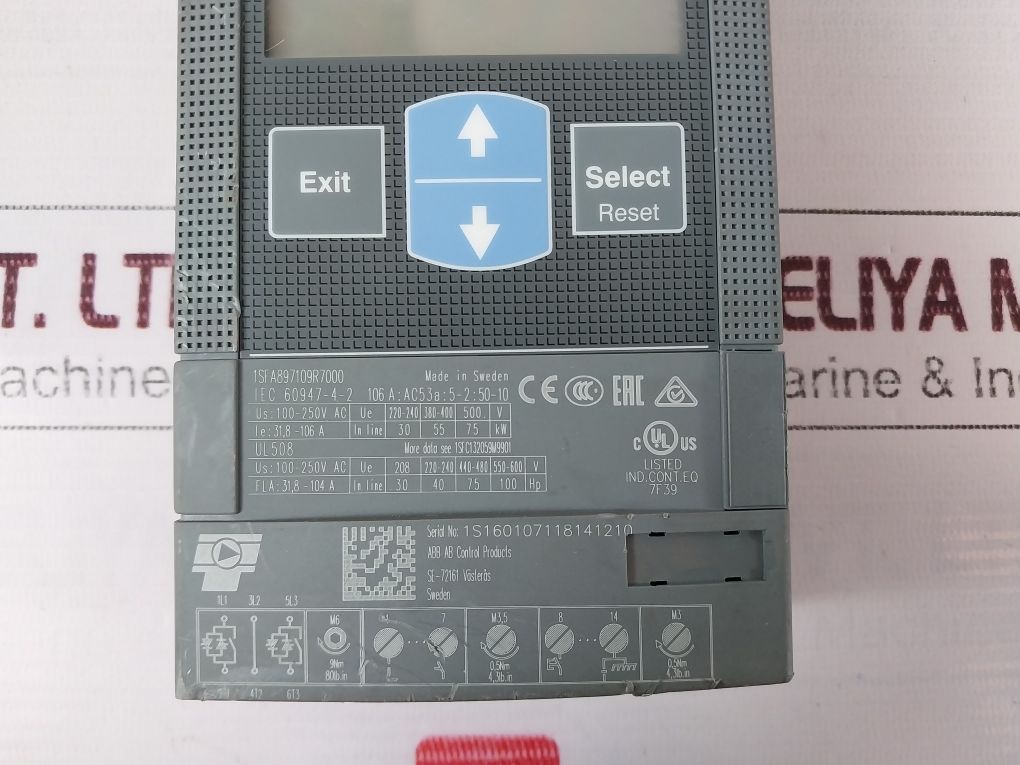 Exit
Select
Reset
T. LT
ELIYA M
achine
arine & In
1SFA897109R7000 Made in Sweden
IEC 60947-4-2 106 A:AC53a:5-2:50-10
Us:100-250V AC Ue 220-240 380-400 500 V
Ie:31,8 -106 A In line 30 55 75 kW
UL508 More data see 1SFC132059M9901
Us:100-250V AC Ue 208 220-240 440-480 550-600 V
FLA:31,8 -104 A In line 30 40 75 100 Hp
CE CCC EAC
C UL US
LISTED
IND.CONT.EQ
7F39
Serial No: 1S160107118141210
ABB AB Control Products
SE-72161 Västerås
Sweden
1L1 3L2 5L3
M6 7 M3,5 8 14 M3
9Nm 0,5Nm 0,5Nm
80lb.in 4,3lb.in 4,3lb.in
4T2 6T3